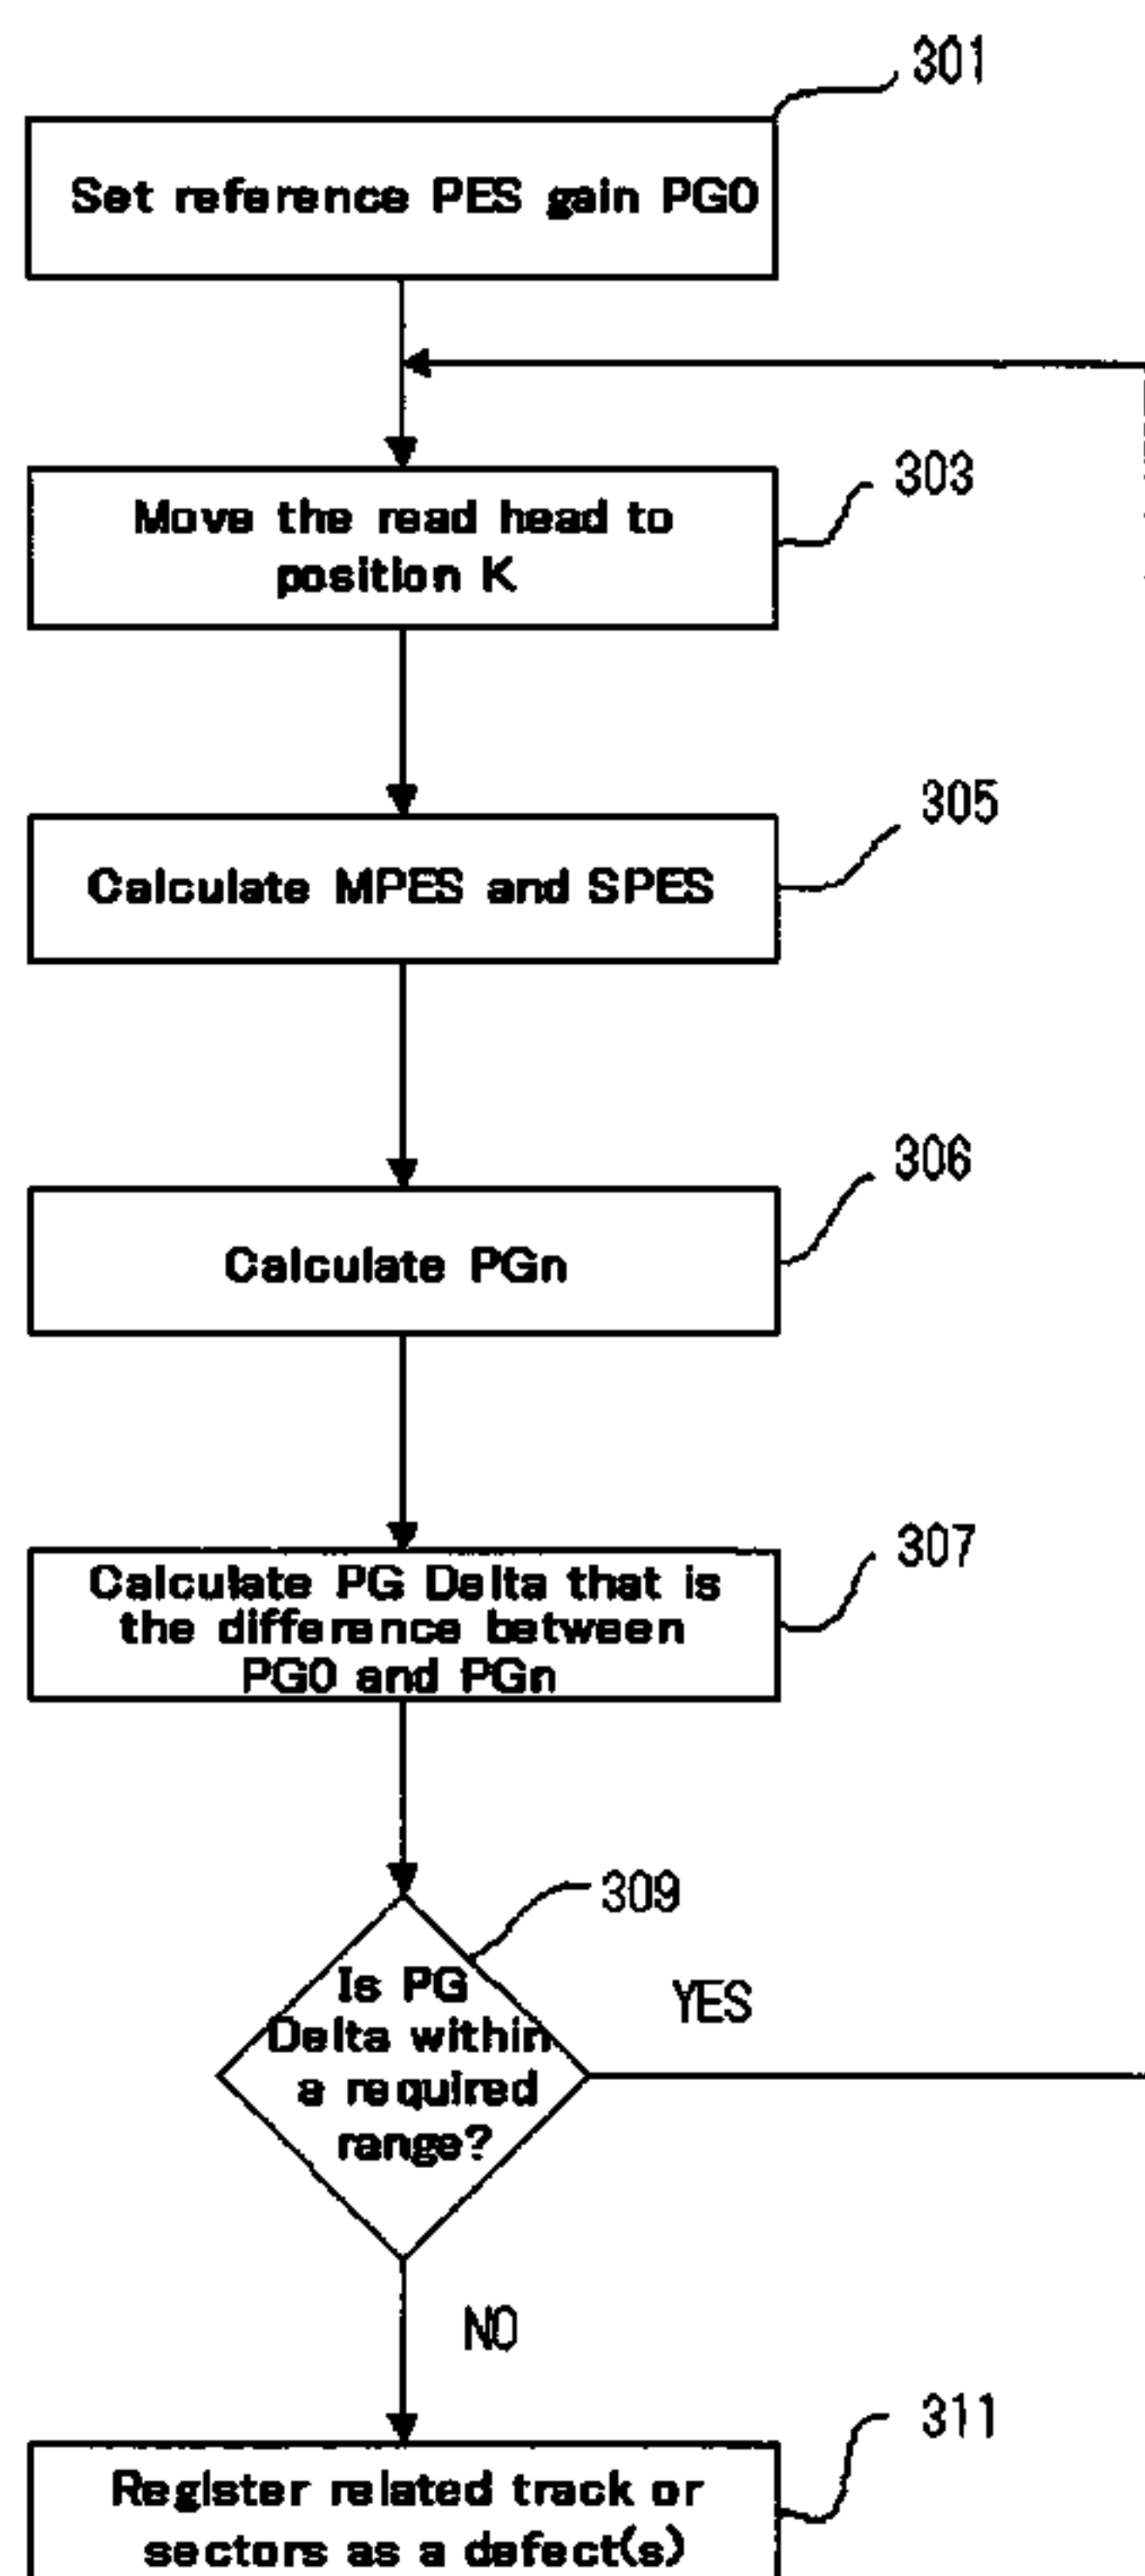 301
Set reference PES gain PG0
303
Move the read head to
position K
305
Calculate MPES and SPES
306
Calculate PGn
307
Calculate PG Delta that is
the difference between
PG0 and PGn
309
Is PG
Delta within
a required
range?
YES
NO
311
Register related track or
sectors as a defect(s)